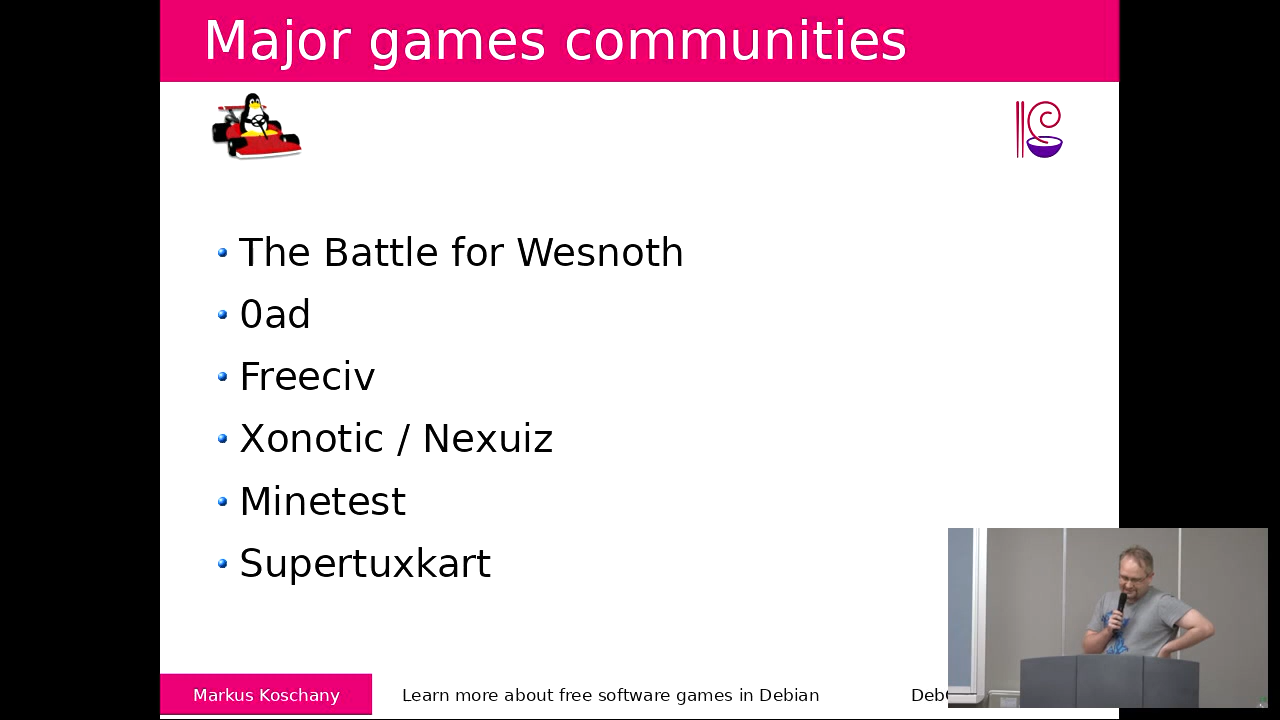 Major games communities
The Battle for Wesnoth
0ad
Freeciv
Xonotic / Nexuiz
Minetest
Supertuxkart
Markus Koschany
Learn more about free software games in Debian